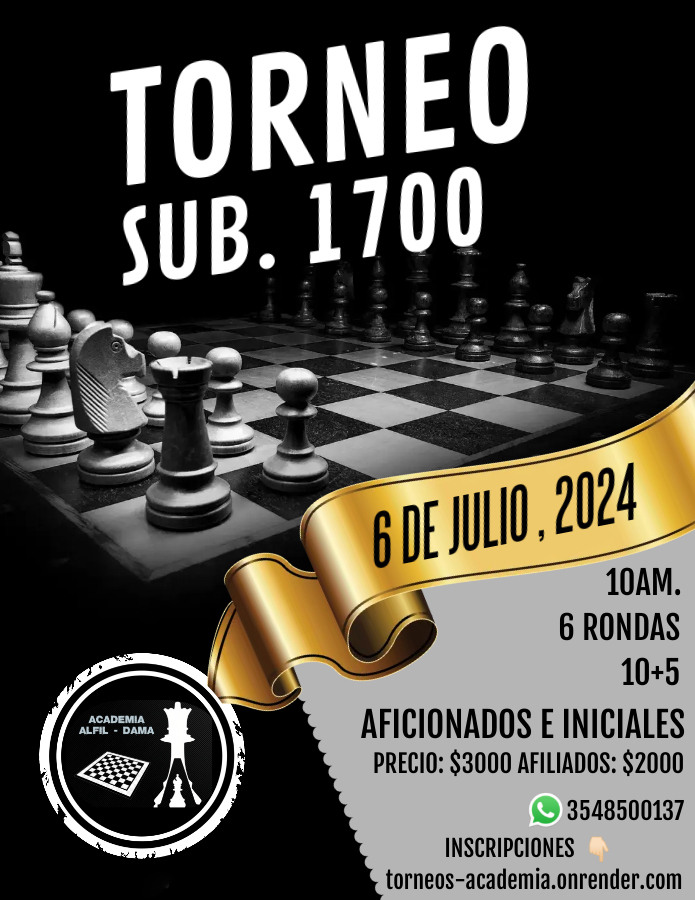 TORNEO
SUB. 1700
6 DE JULIO , 2024
10AM.
6 RONDAS
10+5
AFICIONADOS E INICIALES
PRECIO: $3000 AFILIADOS: $2000
3548500137
INSCRIPCIONES 👇🏻
torneos-academia.onrender.com
ACADEMIA
ALFIL - DAMA